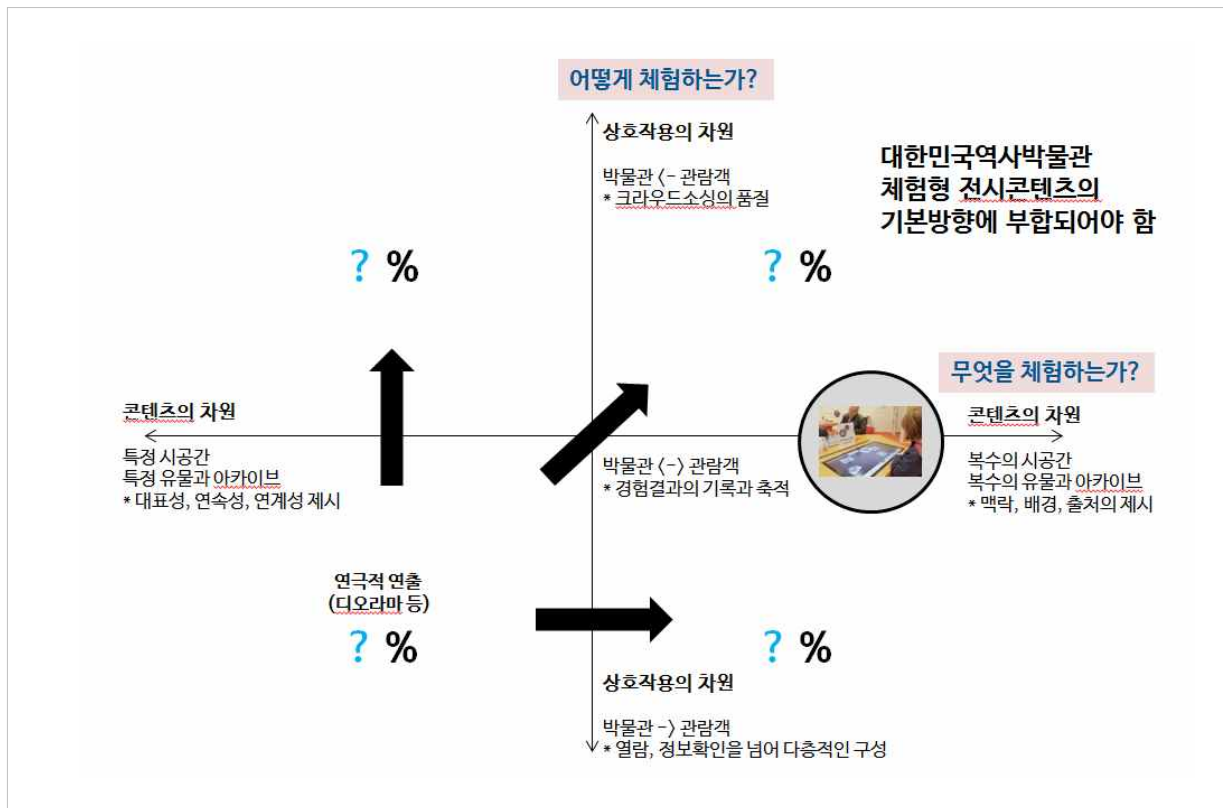 어떻게 체험하는가?
상호작용의 차원
박물관 <- 관람객
* 크라우드소싱의 품질
대한민국역사박물관
체험형 전시콘텐츠의
기본방향에 부합되어야 함
? %
? %
무엇을 체험하는가?
콘텐츠의 차원
특정 시공간
특정 유물과 아카이브
* 대표성, 연속성, 연계성 제시
박물관 <-> 관람객
* 경험결과의 기록과 축적
콘텐츠의 차원
복수의 시공간
복수의 유물과 아카이브
* 맥락, 배경, 출처의 제시
연극적 연출
(디오라마 등)
? %
? %
상호작용의 차원
박물관 -> 관람객
* 열람, 정보확인을 넘어 다층적인 구성